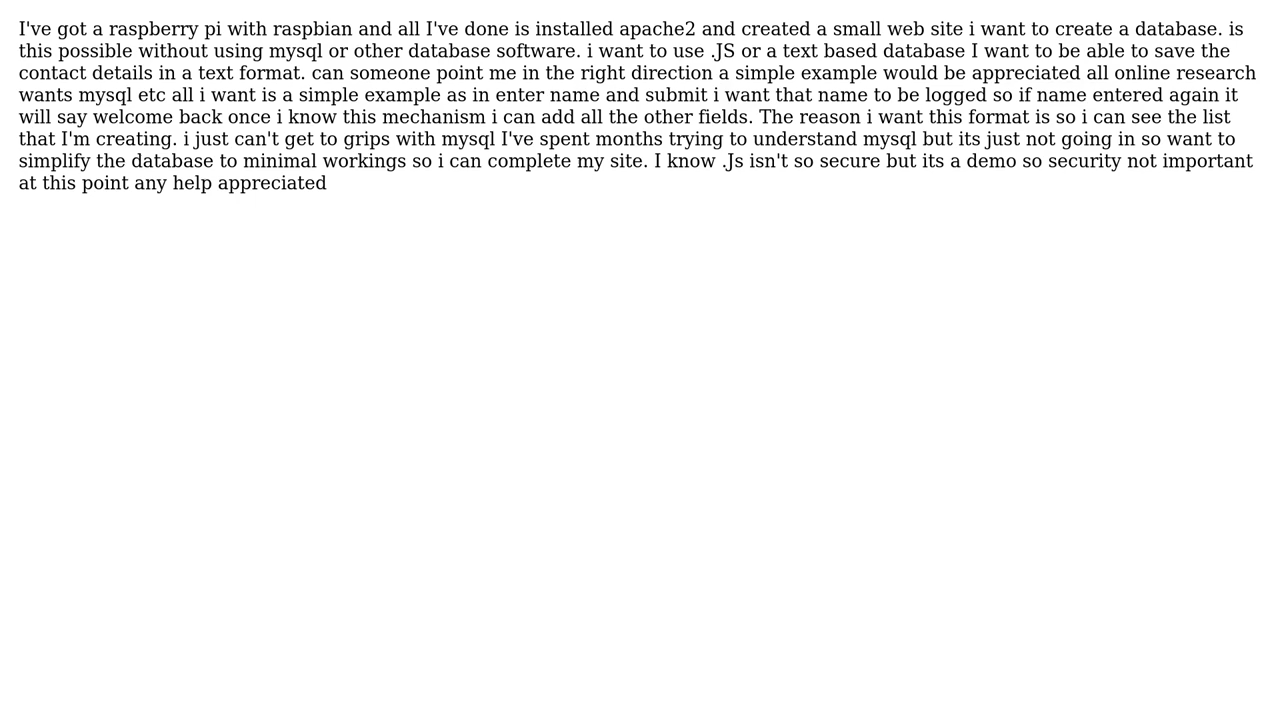 I've got a raspberry pi with raspbian and all I've done is installed apache2 and created a small web site i want to create a database. is
this possible without using mysql or other database software. i want to use .JS or a text based database I want to be able to save the
contact details in a text format. can someone point me in the right direction a simple example would be appreciated all online research
wants mysql etc all i want is a simple example as in enter name and submit i want that name to be logged so if name entered again it
will say welcome back once i know this mechanism i can add all the other fields. The reason i want this format is so i can see the list
that I'm creating. i just can't get to grips with mysql I've spent months trying to understand mysql but its just not going in so want to
simplify the database to minimal workings so i can complete my site. I know .Js isn't so secure but its a demo so security not important
at this point any help appreciated